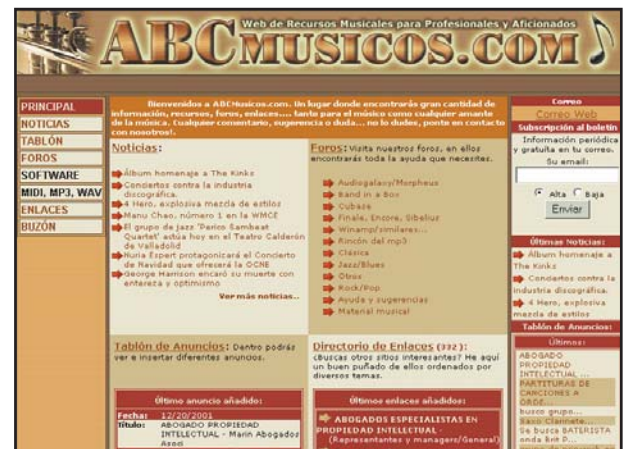 Web de Recursos Musicales para Profesionales y Aficionados
ABCMUSICOS.COM
PRINCIPAL
NOTICIAS
TABLÓN
FOROS
SOFTWARE
MIDI, MP3, WAV
ENLACES
BUZÓN
Bienvenidos a ABCMusicos.com. Un lugar donde encontrarás gran cantidad de
información, recursos, foros, enlaces.... tanto para el músico como cualquier amante
de la música. Cualquier comentario, sugerencia o duda... no lo dudes, ponte en contacto
con nosotros!.
Noticias:
Álbum homenaje a The Kinks
Conciertos contra la industria
discográfica.
4 Hero, explosiva mezcla de estilos
Manu Chao, número 1 en la WMCE
El grupo de jazz 'Perico Sambeat
Quartet' actúa hoy en el Teatro Calderón
de Valladolid
Nuria Espert protagonizará el Concierto
de Navidad que ofrecerá la OCNE
George Harrison encaró su muerte con
entereza y optimismo
Ver más noticias..
Foros: Visita nuestros foros, en ellos
encontrarás toda la ayuda que necesites.
Audiogalaxy/Morpheus
Band in a Box
Cubase
Finale, Encore, Sibelius
Winamp/similares...
Rincón del mp3
Clásica
Jazz/Blues
Otros
Rock/Pop
Ayuda y sugerencias
Material musical
Tablón de Anuncios: Dentro podrás
ver e insertar diferentes anuncios.
Último anuncio añadido:
Fecha: 12/20/2001
Título: ABOGADO PROPIEDAD
INTELECTUAL - Marin Abogados
Asoci
Directorio de Enlaces (332):
¿Buscas otros sitios interesantes? He aquí
un buen puñado de ellos ordenados por
diversos temas.
Últimos enlaces añadidos:
ABOGADOS ESPECIALISTAS EN
PROPIEDAD INTELECTUAL -
(Representantes y managers/General)
Correo
Correo Web
Subscripción al boletín
Información periódica
y gratuita en tu correo.
Su email:
Alta Baja
Enviar
Últimas Noticias:
Álbum homenaje a
The Kinks
Conciertos contra la
industria discográfica.
4 Hero, explosiva
mezcla de estilos
Tablón de Anuncios:
Últimos:
ABOGADO
PROPIEDAD
INTELECTUAL ...
PARTITURAS DE
CANCIONES A
ORDE...
busco grupo...
Saxo Clarinete...
Se busca BATERISTA
onda Brit P...